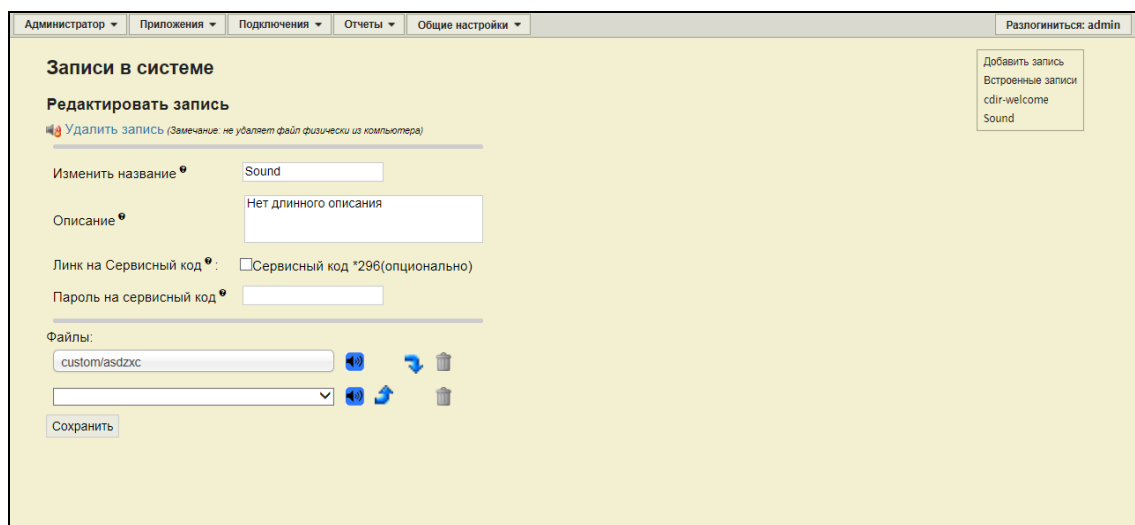 Администратор Приложения Подключения Отчеты Общие настройки Разлогиниться: admin
Записи в системе
Добавить запись
Встроенные записи
cdir-welcome
Sound
Редактировать запись
Удалить запись (Замечание: не удаляет файл физически из компьютера)
Изменить название Sound
Описание Нет длинного описания
Линк на Сервисный код : Сервисный код *296(опционально)
Пароль на сервисный код
Файлы:
custom/asdzxc
Сохранить